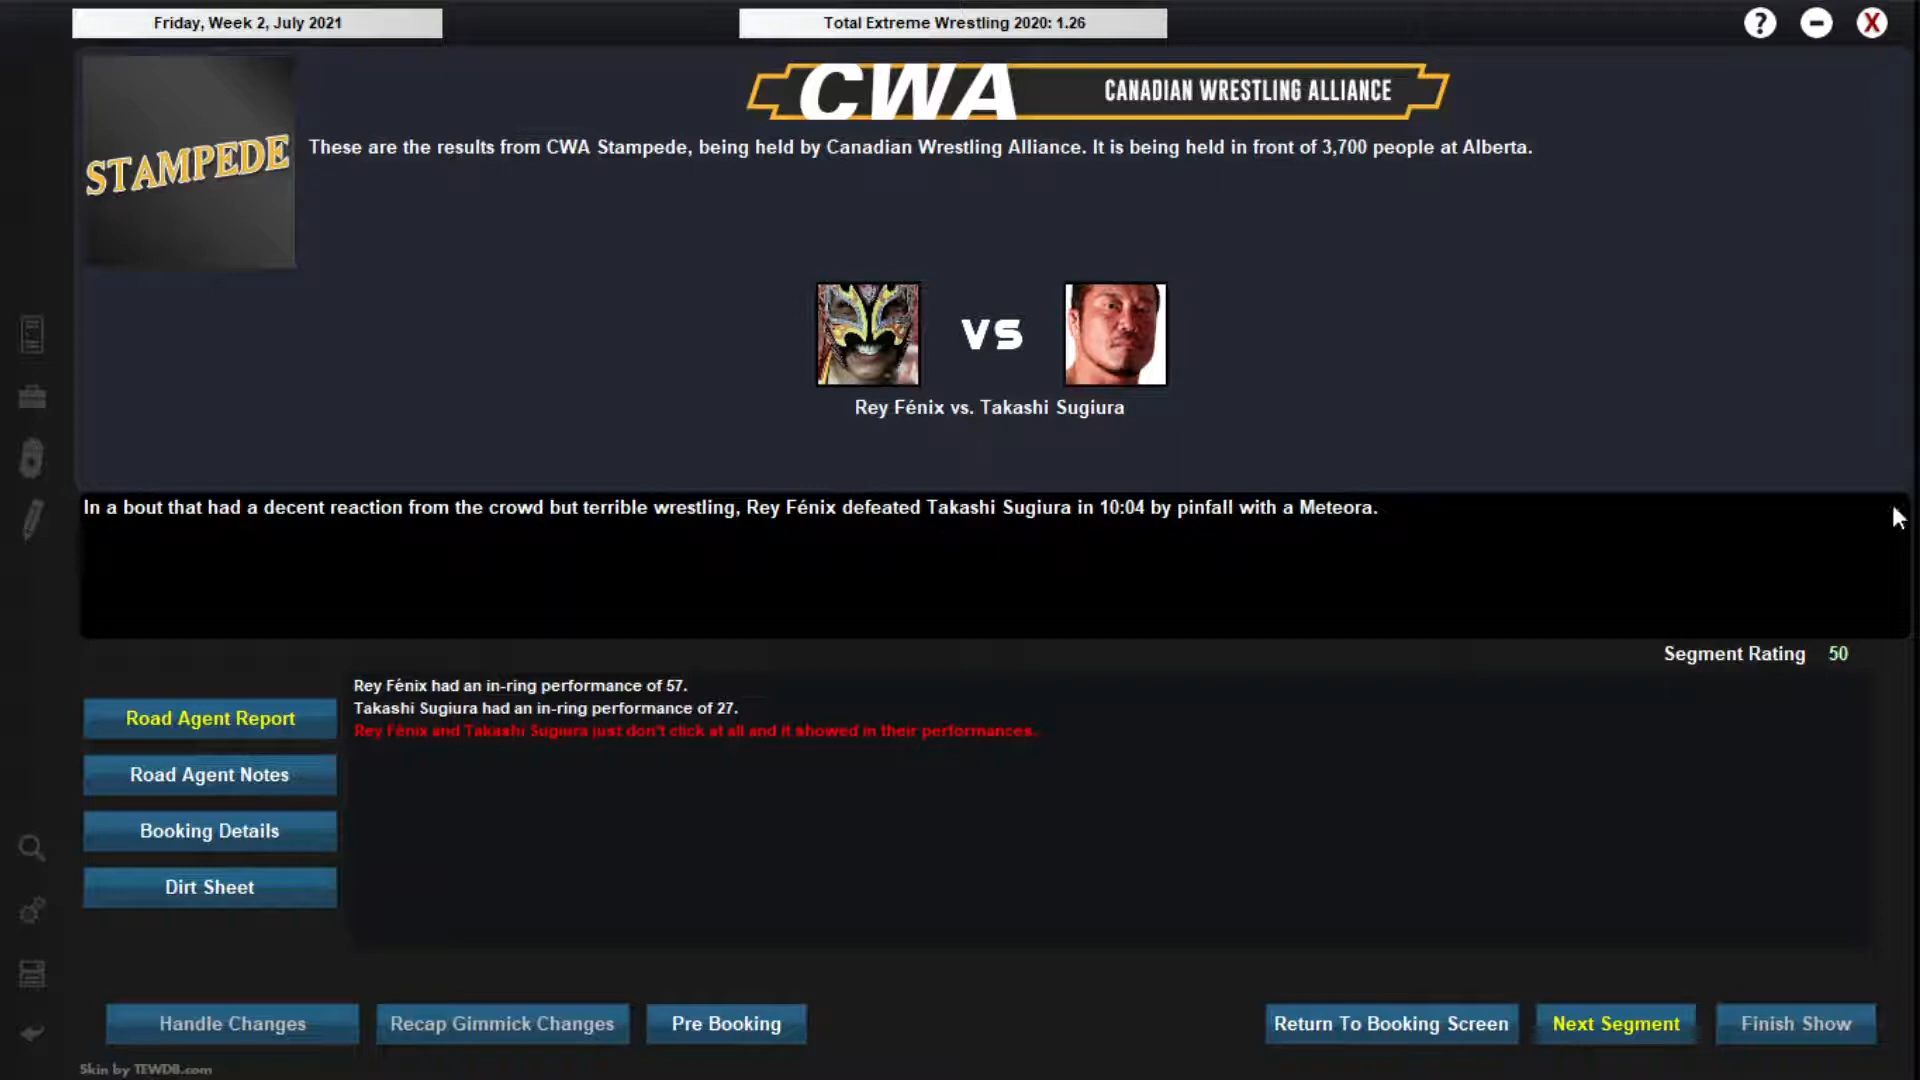 Friday, Week 2, July 2021
Total Extreme Wrestling 2020: 1.26
?
X
CWA
CANADIAN WRESTLING ALLIANCE
STAMPEDE
These are the results from CWA Stampede, being held by Canadian Wrestling Alliance. It is being held in front of 3,700 people at Alberta.
VS
Rey Fénix vs. Takashi Sugiura
In a bout that had a decent reaction from the crowd but terrible wrestling, Rey Fénix defeated Takashi Sugiura in 10:04 by pinfall with a Meteora.
Segment Rating 50
Road Agent Report
Rey Fénix had an in-ring performance of 57.
Takashi Sugiura had an in-ring performance of 27.
Rey Fénix and Takashi Sugiura just don't click at all and it showed in their performances.
Road Agent Notes
Booking Details
Dirt Sheet
Handle Changes
Recap Gimmick Changes
Pre Booking
Return To Booking Screen
Next Segment
Finish Show
Skin by TEWDB.com